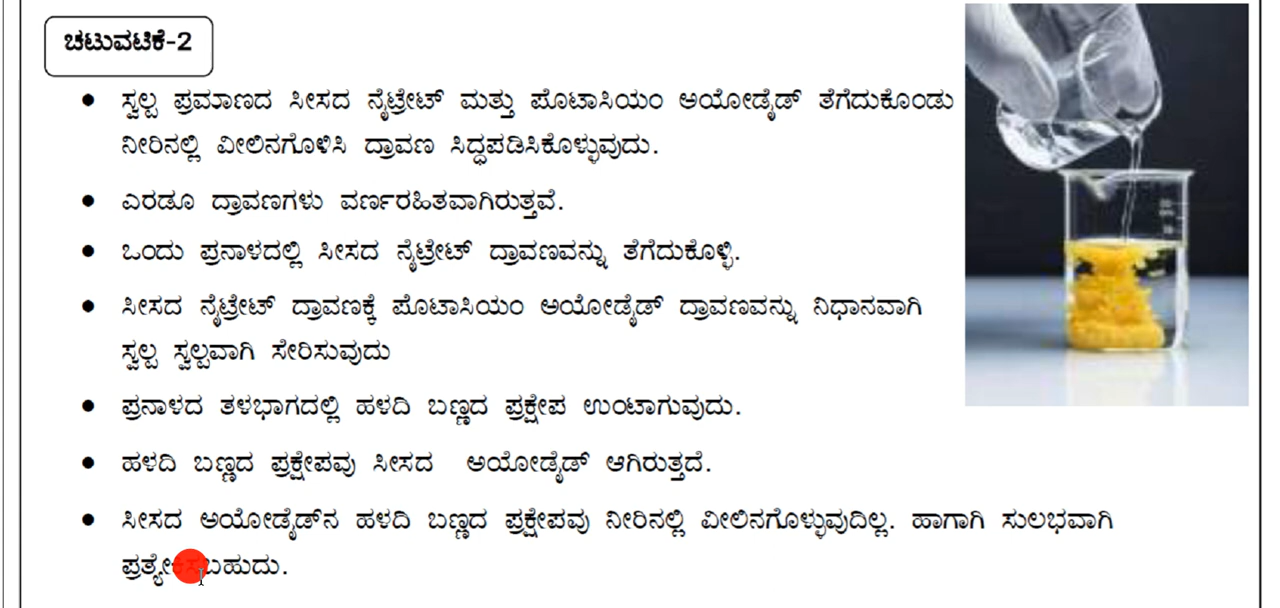 ಚಟುವಟಿಕೆ-2
• ಸ್ವಲ್ಪ ಪ್ರಮಾಣದ ಸೀಸದ ನೈಟ್ರೇಟ್ ಮತ್ತು ಪೊಟಾಸಿಯಂ ಅಯೋಡೈಡ್ ತೆಗೆದುಕೊಂಡು
ನೀರಿನಲ್ಲಿ ವೀಲಿನಗೊಳಿಸಿ ದ್ರಾವಣ ಸಿದ್ಧಪಡಿಸಿಕೊಳ್ಳುವುದು.
• ಎರಡೂ ದ್ರಾವಣಗಳು ವರ್ಣರಹಿತವಾಗಿರುತ್ತವೆ.
• ಒಂದು ಪ್ರನಾಳದಲ್ಲಿ ಸೀಸದ ನೈಟ್ರೇಟ್ ದ್ರಾವಣವನ್ನು ತೆಗೆದುಕೊಳ್ಳಿ.
• ಸೀಸದ ನೈಟ್ರೇಟ್ ದ್ರಾವಣಕ್ಕೆ ಪೊಟಾಸಿಯಂ ಅಯೋಡೈಡ್ ದ್ರಾವಣವನ್ನು ನಿಧಾನವಾಗಿ
ಸ್ವಲ್ಪ ಸ್ವಲ್ಪವಾಗಿ ಸೇರಿಸುವುದು
• ಪ್ರನಾಳದ ತಳಭಾಗದಲ್ಲಿ ಹಳದಿ ಬಣ್ಣದ ಪ್ರಕ್ಷೇಪ ಉಂಟಾಗುವುದು.
• ಹಳದಿ ಬಣ್ಣದ ಪ್ರಕ್ಷೇಪವು ಸೀಸದ ಅಯೋಡೈಡ್ ಆಗಿರುತ್ತದೆ.
• ಸೀಸದ ಅಯೋಡೈಡ್‌ನ ಹಳದಿ ಬಣ್ಣದ ಪ್ರಕ್ಷೇಪವು ನೀರಿನಲ್ಲಿ ವೀಲಿನಗೊಳ್ಳುವುದಿಲ್ಲ. ಹಾಗಾಗಿ ಸುಲಭವಾಗಿ